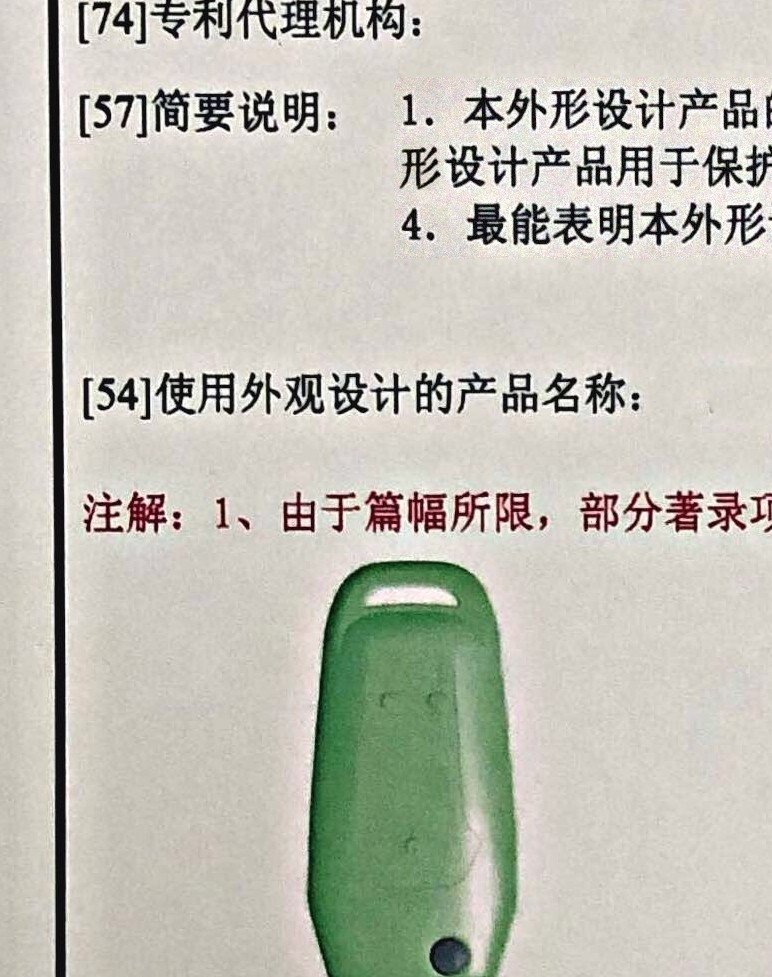 [74]专利代理机构：
[57]简要说明： 1．本外形设计产品的
形设计产品用于保护
4．最能表明本外形
[54]使用外观设计的产品名称：
注解：1、由于篇幅所限，部分著录项